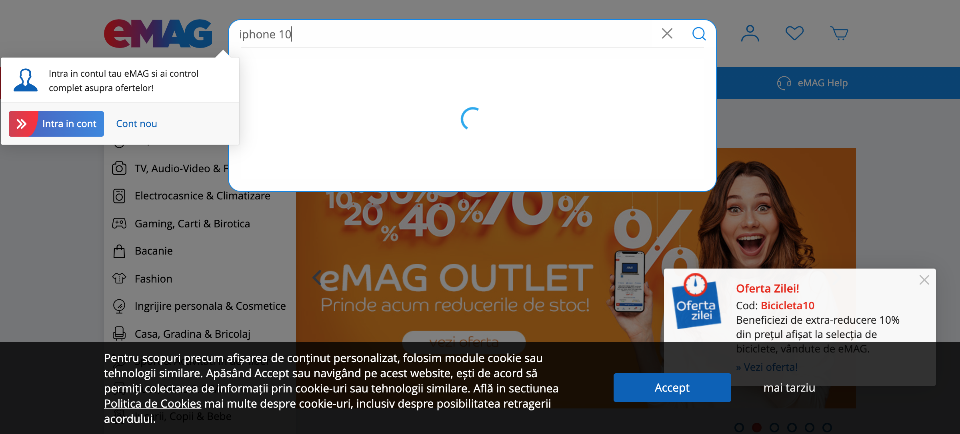 eMAG
iphone 10
eMAG Help
Intra in contul tau eMAG si ai control
complet asupra ofertelor!
Intra in cont
Cont nou
TV, Audio-Video & F
Electrocasnice & Climatizare
Gaming, Carti & Birotica
Bacanie
Fashion
Ingrijire personala & Cosmetice
Casa, Gradina & Bricolaj
10%
20%
40%
70%
%
eMAG OUTLET
Prinde acum reducerile de stoc!
vezi oferta
Oferta
zilei
Oferta Zilei!
Cod: Bicicleta10
Beneficiezi de extra-reducere 10%
din prețul afișat la selecția de
biciclete, vândute de eMAG.
» Vezi oferta!
Pentru scopuri precum afișarea de conținut personalizat, folosim module cookie sau
tehnologii similare. Apăsând Accept sau navigând pe acest website, ești de acord să
permiți colectarea de informații prin cookie-uri sau tehnologii similare. Află in sectiunea
Politica de Cookies mai multe despre cookie-uri, inclusiv despre posibilitatea retragerii
acordului.
Accept
mai tarziu